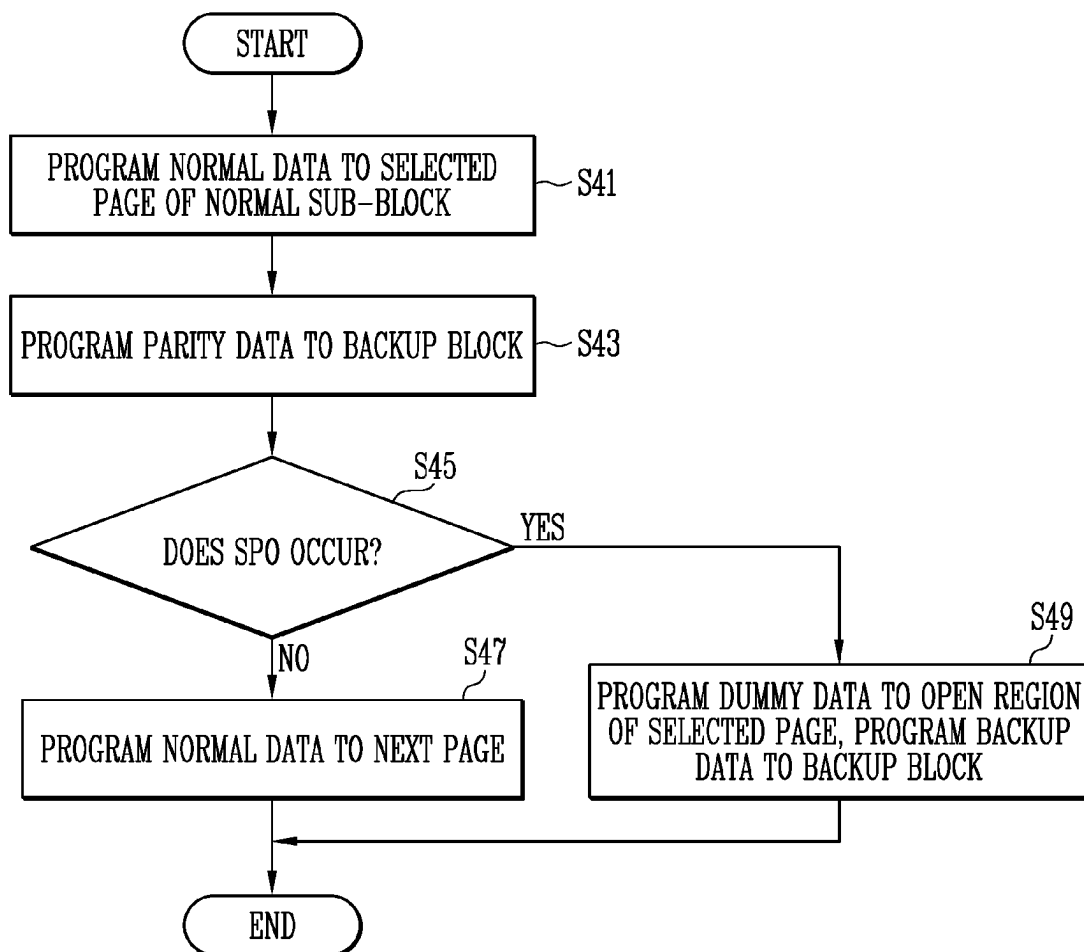 START
PROGRAM NORMAL DATA TO SELECTED
PAGE OF NORMAL SUB-BLOCK
S41
PROGRAM PARITY DATA TO BACKUP BLOCK
S43
S45
DOES SPO OCCUR?
YES
NO
S47
PROGRAM NORMAL DATA TO NEXT PAGE
S49
PROGRAM DUMMY DATA TO OPEN REGION
OF SELECTED PAGE, PROGRAM BACKUP
DATA TO BACKUP BLOCK
END